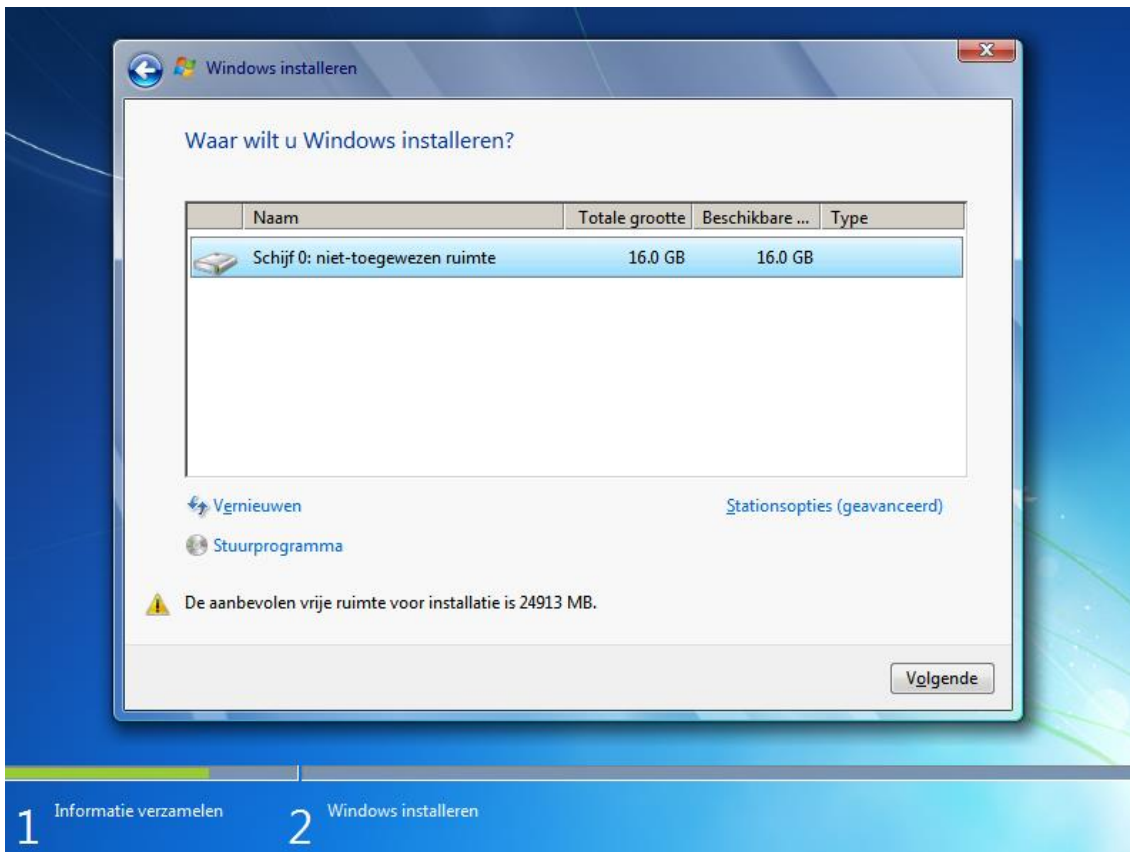 Windows installeren
Waar wilt u Windows installeren?
Naam Totale grootte Beschikbare ... Type
Schijf 0: niet-toegewezen ruimte 16.0 GB 16.0 GB
Vernieuwen Stationsopties (geavanceerd)
Stuurprogramma
De aanbevolen vrije ruimte voor installatie is 24913 MB.
Volgende
1 Informatie verzamelen 2 Windows installeren